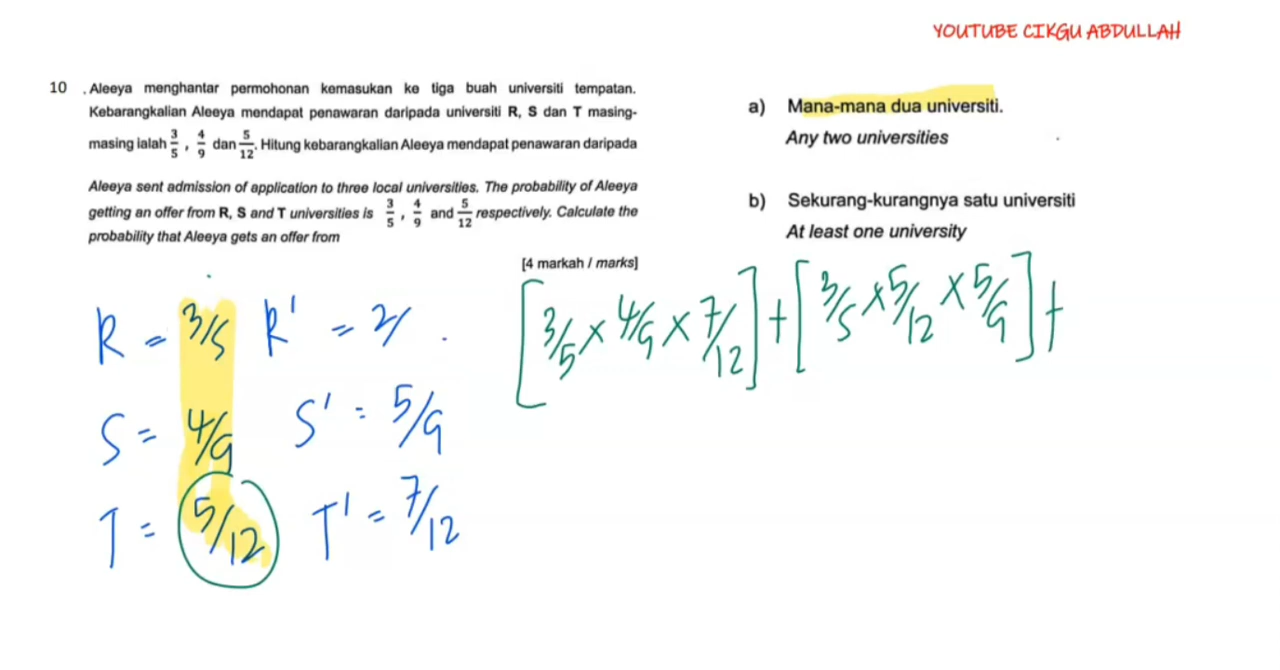 YOUTUBE CIKGU ABDULLAH
10 . Aleeya menghantar permohonan kemasukan ke tiga buah universiti tempatan.
Kebarangkalian Aleeya mendapat penawaran daripada universiti R, S dan T masing-
masing ialah 3/5 , 4/9 dan 5/12. Hitung kebarangkalian Aleeya mendapat penawaran daripada
Aleeya sent admission of application to three local universities. The probability of Aleeya
getting an offer from R, S and T universities is 3/5 , 4/9 and 5/12 respectively. Calculate the
probability that Aleeya gets an offer from
[4 markah / marks]
a) Mana-mana dua universiti.
Any two universities
b) Sekurang-kurangnya satu universiti
At least one university
R = 3/5 R' = 2/
S = 4/9 S' = 5/9
T = 5/12 T' = 7/12
[3/5 × 4/9 × 7/12] + [3/5 × 5/12 × 5/9] +